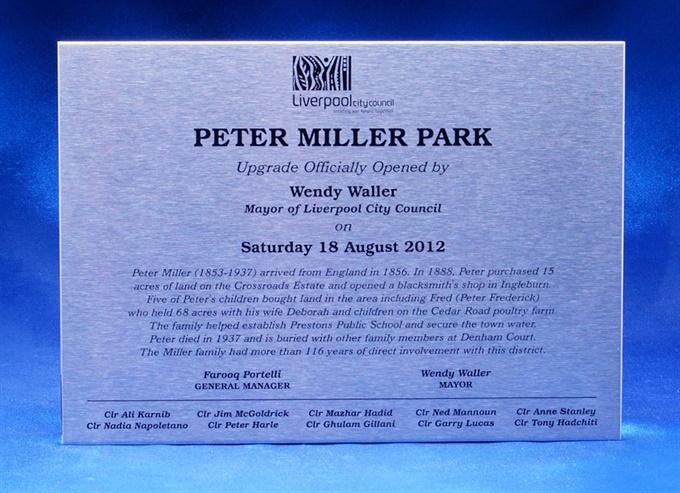 Liverpool city council
creating our future together
PETER MILLER PARK
Upgrade Officially Opened by
Wendy Waller
Mayor of Liverpool City Council
on
Saturday 18 August 2012
Peter Miller (1853-1937) arrived from England in 1856. In 1888, Peter purchased 15
acres of land on the Crossroads Estate and opened a blacksmith's shop in Ingleburn.
Five of Peter's children bought land in the area including Fred (Peter Frederick)
who held 68 acres with his wife Deborah and children on the Cedar Road poultry farm.
The family helped establish Prestons Public School and secure the town water.
Peter died in 1937 and is buried with other family members at Denham Court.
The Miller family had more than 116 years of direct involvement with this district.
Farooq Portelli Wendy Waller
GENERAL MANAGER MAYOR
Clr Ali Karnib Clr Jim McGoldrick Clr Mazhar Hadid Clr Ned Mannoun Clr Anne Stanley
Clr Nadia Napoletano Clr Peter Harle Clr Ghulam Gillani Clr Garry Lucas Clr Tony Hadchiti